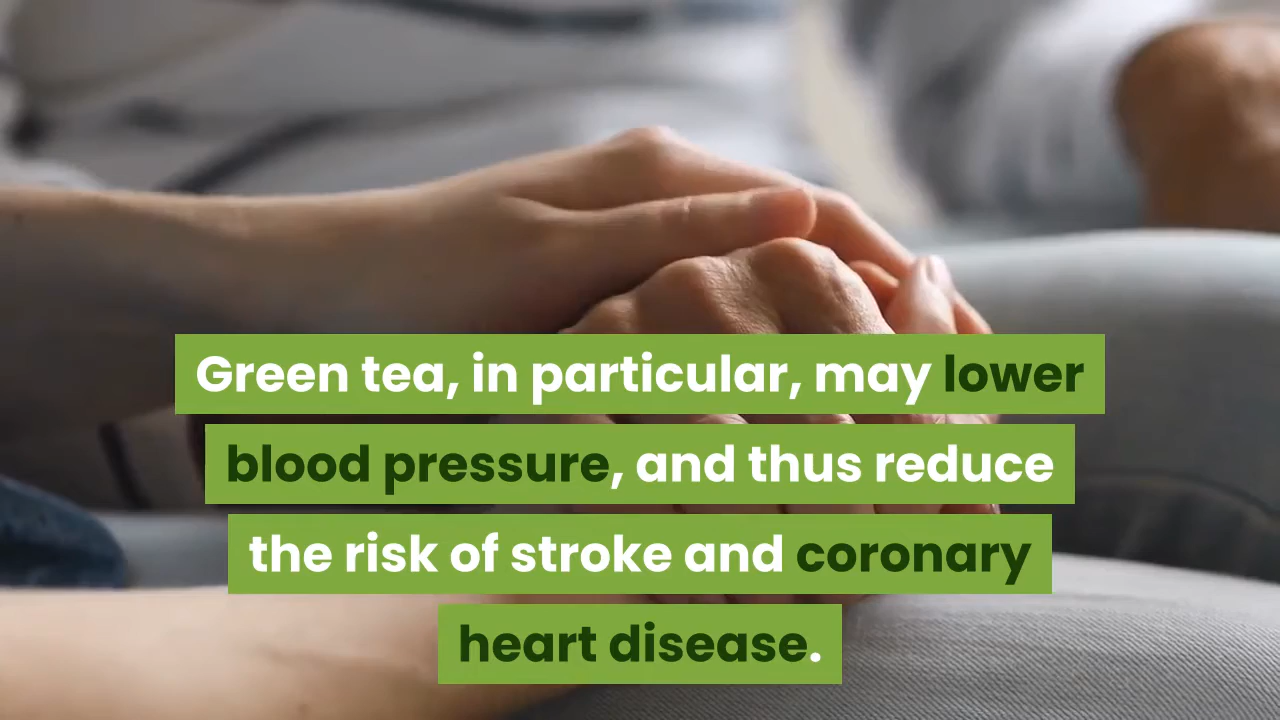 Green tea, in particular, may lower
blood pressure, and thus reduce
the risk of stroke and coronary
heart disease.